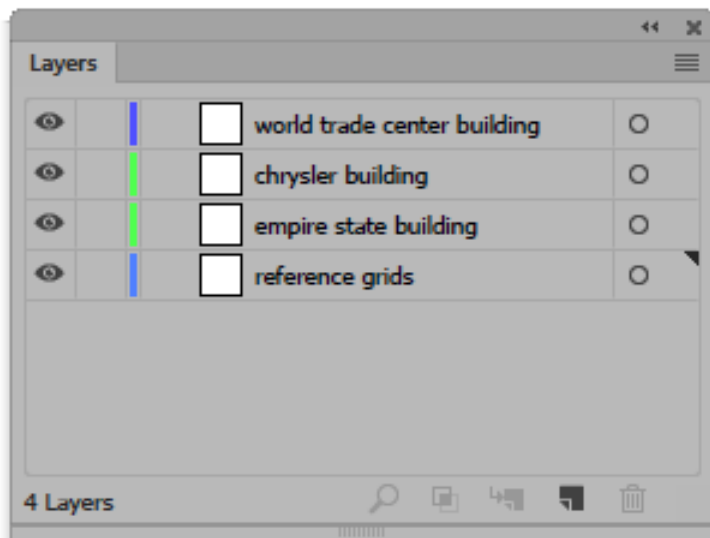 Layers
world trade center building
chrysler building
empire state building
reference grids
4 Layers